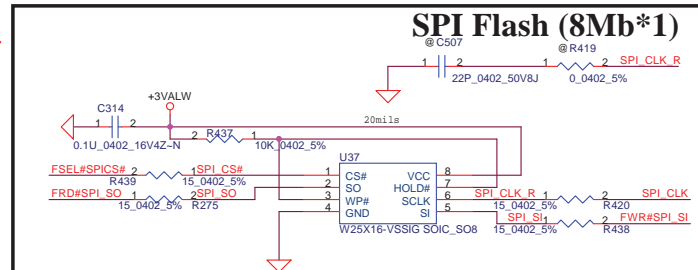 SPI Flash (8Mb*1)
@ C507
1 2
22P_0402_50V8J
@ R419
1 2
0_0402_5%
SPI_CLK_R
+3VALW
C314
1 2
0.1U_0402_16V4Z~N
20mils
2 R437 1
10K_0402_5%
U37
FSEL#SPICS# 2 1 SPI_CS# 1 CS# VCC 8
R439 15_0402_5%
FRD#SPI_SO 1 2 SPI_SO 2 SO HOLD# 7
15_0402_5% R275
3 WP# SCLK 6 SPI_CLK_R 1 2 SPI_CLK
15_0402_5% R420
4 GND SI 5 SPI_SI 1 2 FWR#SPI_SI
15_0402_5% R438
W25X16-VSSIG SOIC_SO8